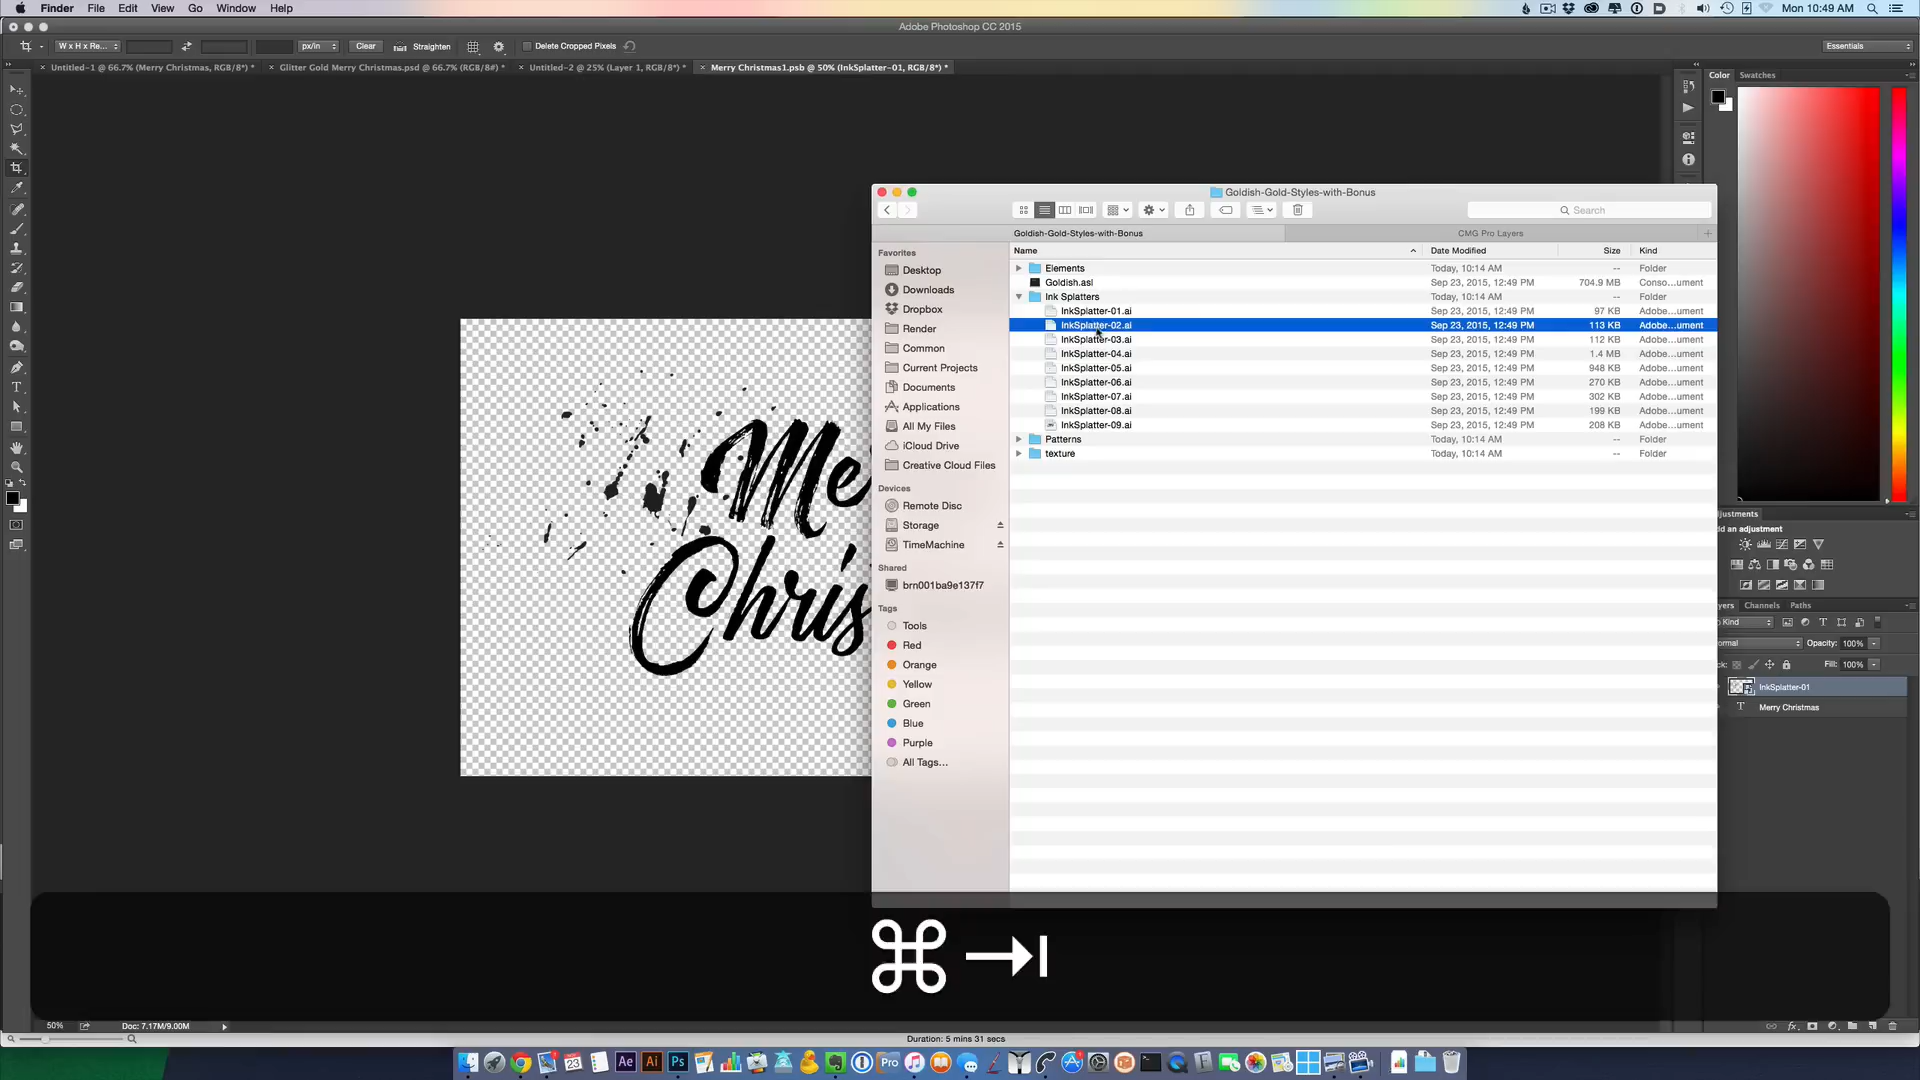 Finder File Edit View Go Window Help
Mon 10:49 AM
Adobe Photoshop CC 2015
W x H x Re... px/in Clear Straighten Delete Cropped Pixels Essentials
Untitled-1 @ 66.7% (Merry Christmas, RGB/8*) * Glitter Gold Merry Christmas.psd @ 66.7% (RGB/8#) * Untitled-2 @ 25% (Layer 1, RGB/8*) * Merry Christmas1.psb @ 50% (InkSplatter-01, RGB/8*) *
Color Swatches
Goldish-Gold-Styles-with-Bonus
Search
Goldish-Gold-Styles-with-Bonus CMG Pro Layers
Name Date Modified Size Kind
Elements Today, 10:14 AM -- Folder
Goldish.asl Sep 23, 2015, 12:49 PM 704.9 MB Conso...ument
Ink Splatters Today, 10:14 AM -- Folder
InkSplatter-01.ai Sep 23, 2015, 12:49 PM 97 KB Adobe...ument
InkSplatter-02.ai Sep 23, 2015, 12:49 PM 113 KB Adobe...ument
InkSplatter-03.ai Sep 23, 2015, 12:49 PM 112 KB Adobe...ument
InkSplatter-04.ai Sep 23, 2015, 12:49 PM 1.4 MB Adobe...ument
InkSplatter-05.ai Sep 23, 2015, 12:49 PM 948 KB Adobe...ument
InkSplatter-06.ai Sep 23, 2015, 12:49 PM 270 KB Adobe...ument
InkSplatter-07.ai Sep 23, 2015, 12:49 PM 302 KB Adobe...ument
InkSplatter-08.ai Sep 23, 2015, 12:49 PM 199 KB Adobe...ument
InkSplatter-09.ai Sep 23, 2015, 12:49 PM 208 KB Adobe...ument
Patterns Today, 10:14 AM -- Folder
texture Today, 10:14 AM -- Folder
Favorites
Desktop
Downloads
Dropbox
Render
Common
Current Projects
Documents
Applications
All My Files
iCloud Drive
Creative Cloud Files
Devices
Remote Disc
Storage
TimeMachine
Shared
brn001ba9e137f7
Tags
Tools
Red
Orange
Yellow
Green
Blue
Purple
All Tags...
Me
Chris
djustments
dd an adjustment
yers Channels Paths
Kind
ormal Opacity: 100%
ck: Fill: 100%
InkSplatter-01
T Merry Christmas
⌘ ⇥
50% Doc: 7.17M/9.00M
Duration: 5 mins 31 secs
23 Ae Ai Ps Pro